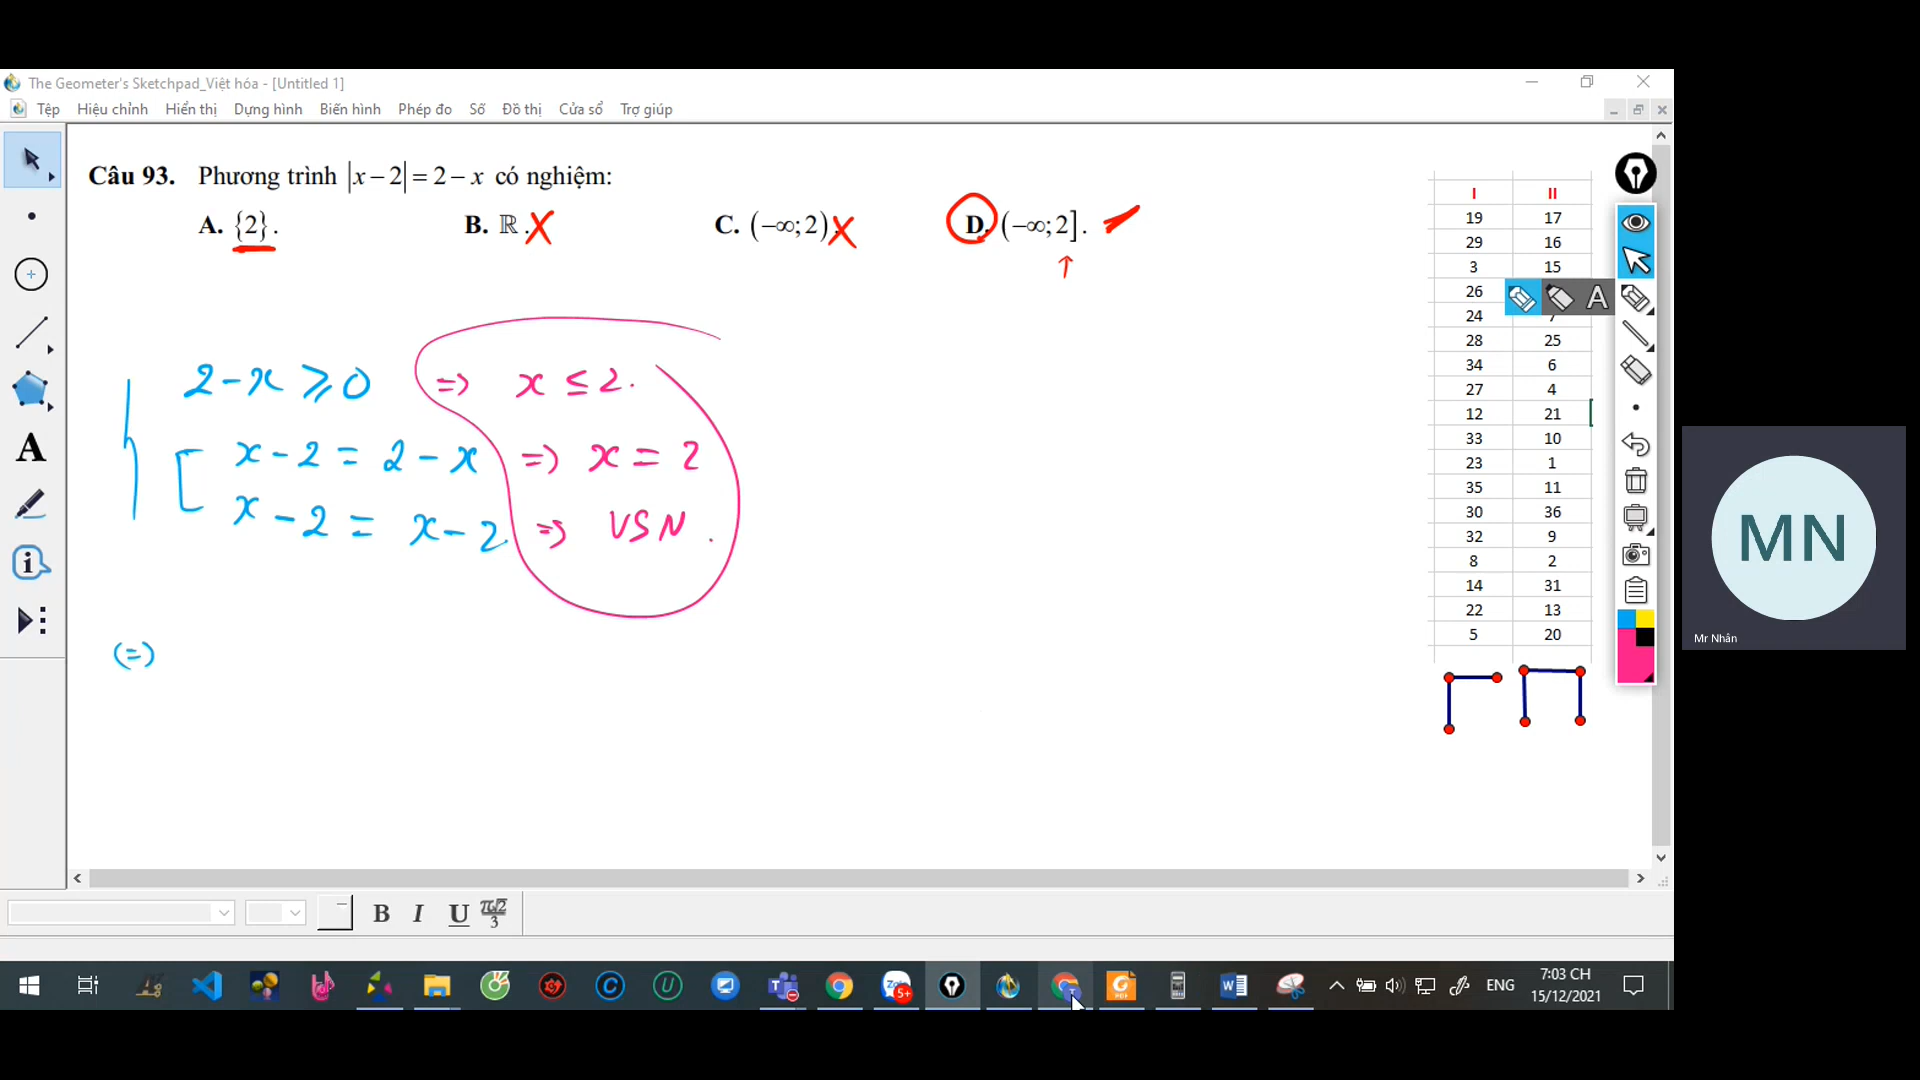 The Geometer's Sketchpad_Việt hóa - [Untitled 1]
Tệp Hiệu chỉnh Hiển thị Dựng hình Biến hình Phép đo Số Đồ thị Cửa sổ Trợ giúp
Câu 93. Phương trình |x − 2| = 2 − x có nghiệm:
A. {2}. B. ℝ. X C. (−∞; 2). X D. (−∞; 2].
↑
2 − x ⩾ 0 => x ≤ 2.
x − 2 = 2 − x => x = 2
x − 2 = x − 2 => VSN.
(=)
I II
19 17
29 16
3 15
26
24 7
28 25
34 6
27 4
12 21
33 10
23 1
35 11
30 36
32 9
8 2
14 31
22 13
5 20
A
A
MN
Mr Nhân
B I U π√2/3
5+
ENG
7:03 CH
15/12/2021